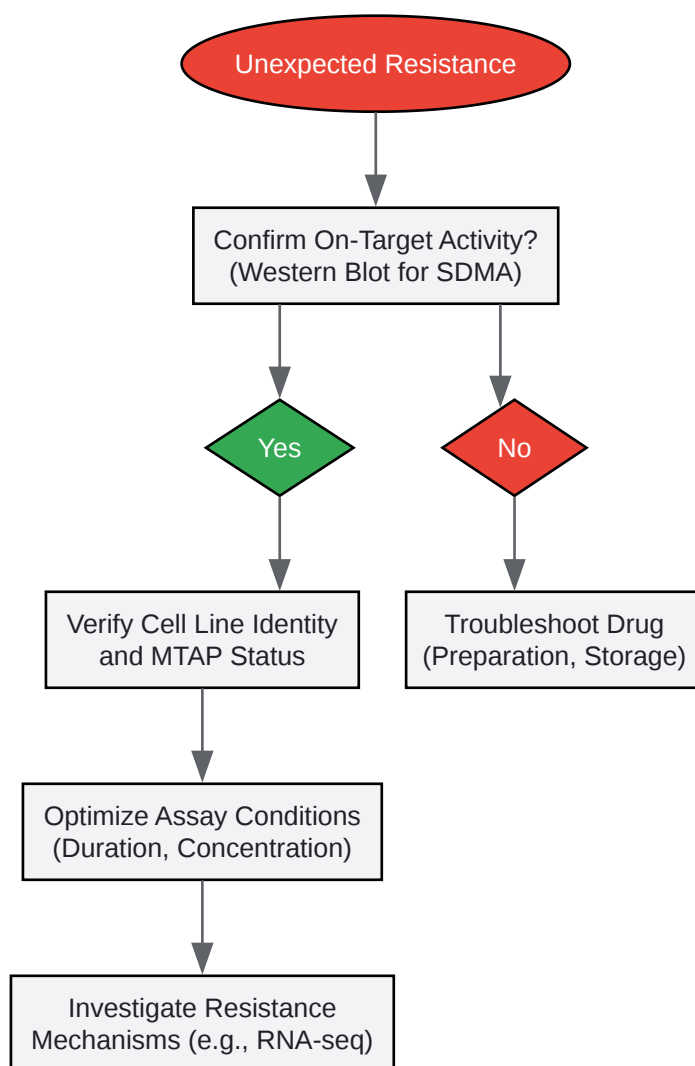 Unexpected Resistance
Confirm On-Target Activity?
(Western Blot for SDMA)
Yes
No
Verify Cell Line Identity
and MTAP Status
Troubleshoot Drug
(Preparation, Storage)
Optimize Assay Conditions
(Duration, Concentration)
Investigate Resistance
Mechanisms (e.g., RNA-seq)